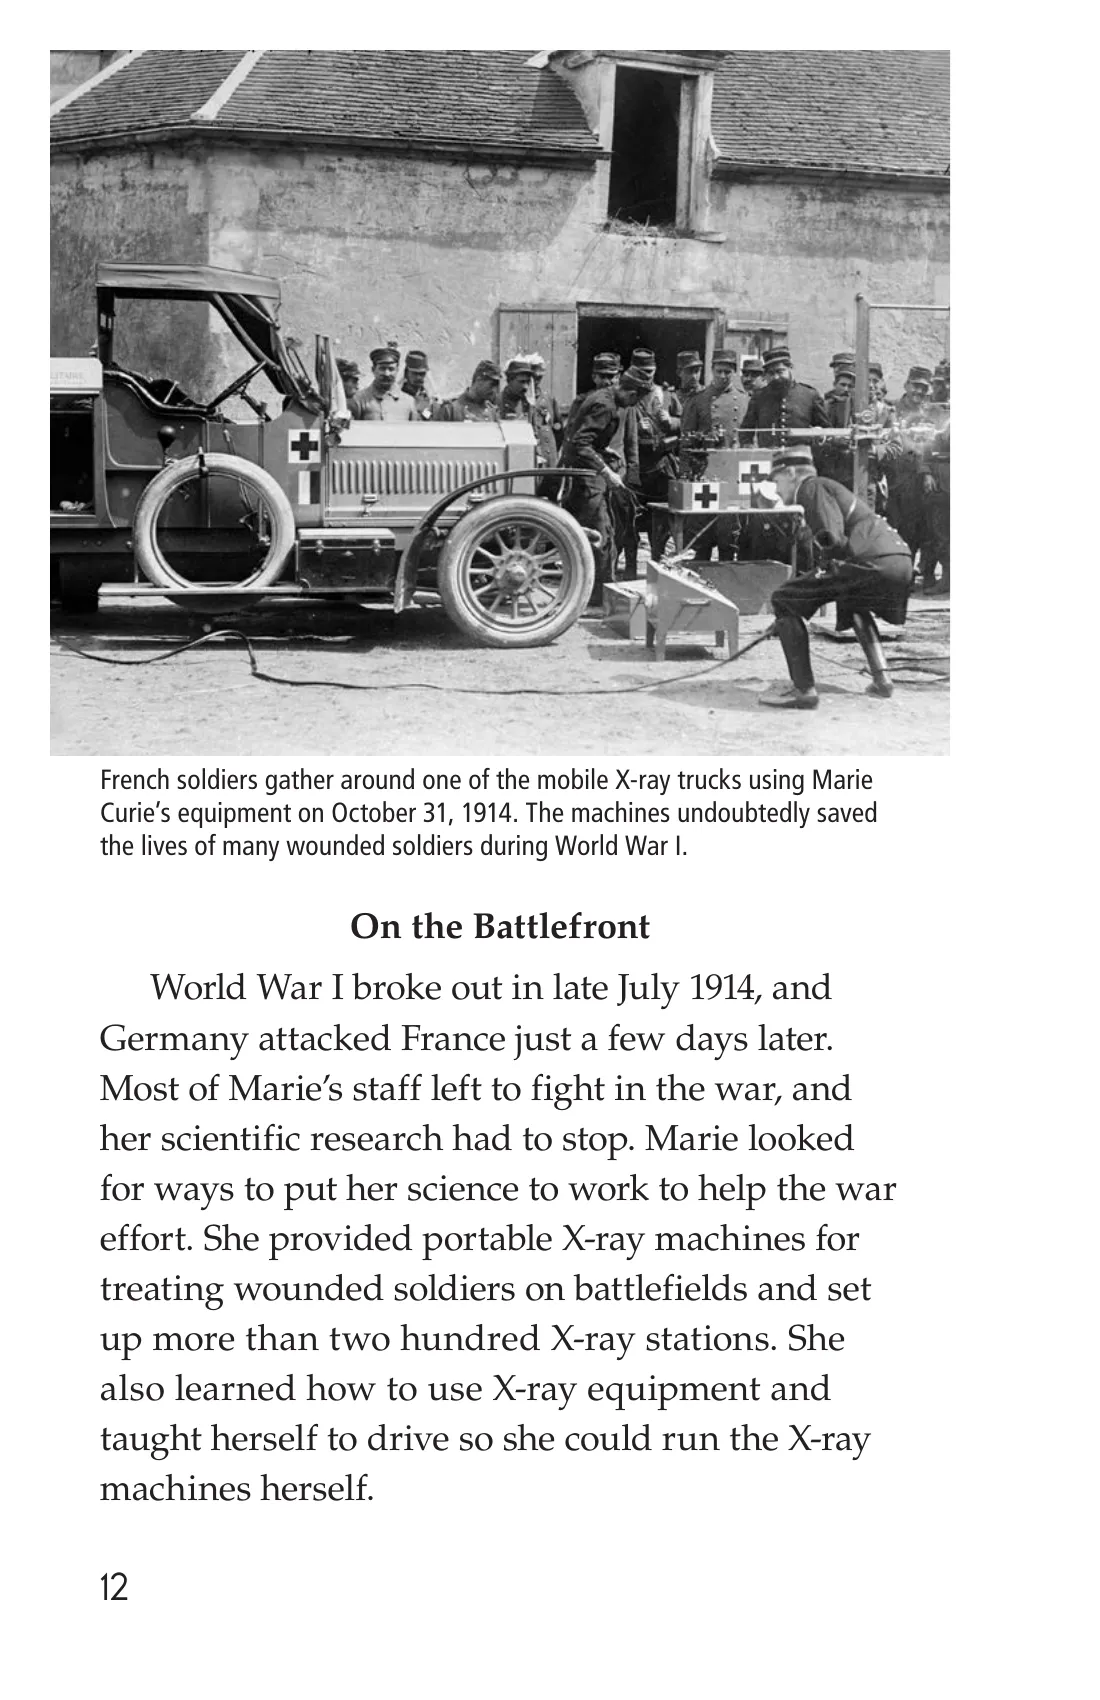 French soldiers gather around one of the mobile X-ray trucks using Marie
Curie’s equipment on October 31, 1914. The machines undoubtedly saved
the lives of many wounded soldiers during World War I.
On the Battlefront
World War I broke out in late July 1914, and
Germany attacked France just a few days later.
Most of Marie’s staff left to fight in the war, and
her scientific research had to stop. Marie looked
for ways to put her science to work to help the war
effort. She provided portable X-ray machines for
treating wounded soldiers on battlefields and set
up more than two hundred X-ray stations. She
also learned how to use X-ray equipment and
taught herself to drive so she could run the X-ray
machines herself.
12